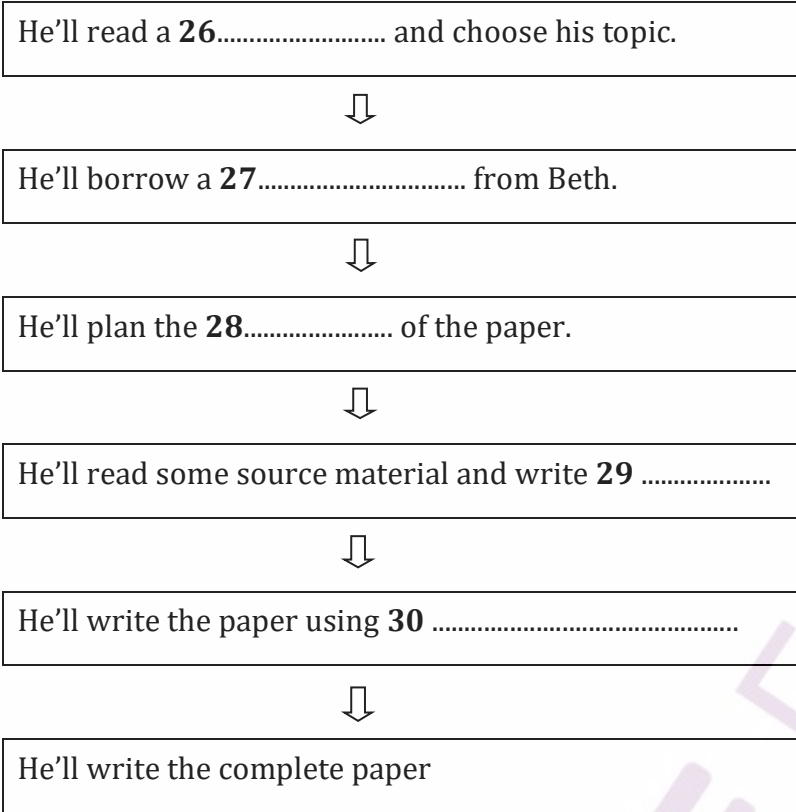 He’ll read a 26........................... and choose his topic.
He’ll borrow a 27................................. from Beth.
He’ll plan the 28....................... of the paper.
He’ll read some source material and write 29 ....................
He’ll write the paper using 30 ................................................
He’ll write the complete paper